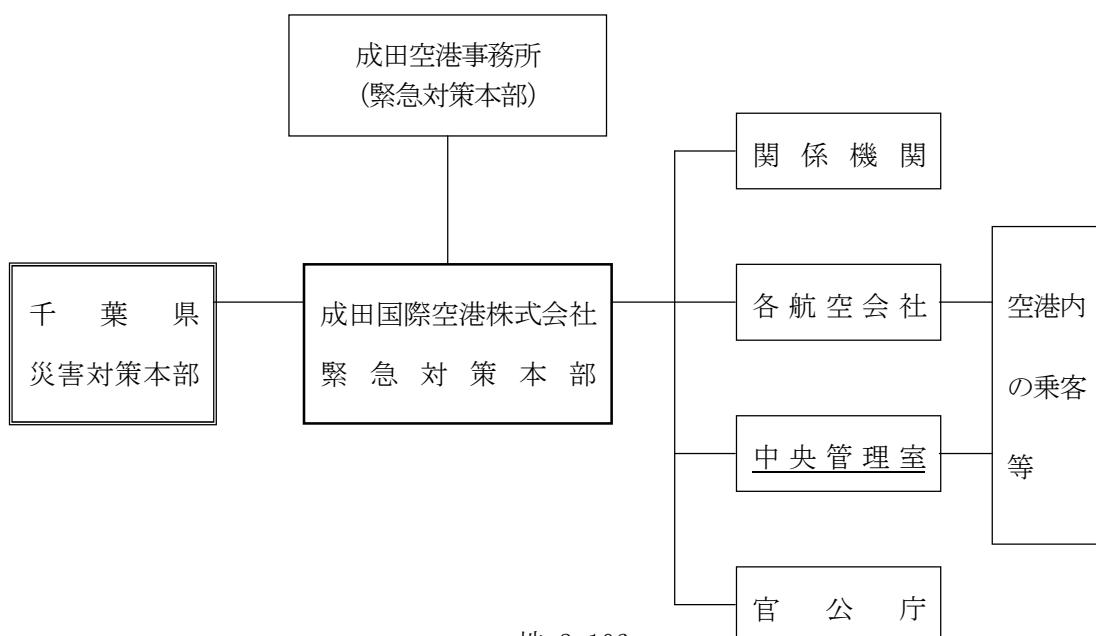 成田空港事務所
(緊急対策本部)
関係機関
千葉県
災害対策本部
成田国際空港株式会社
緊急対策本部
各航空会社
中央管理室
空港内
の乗客
等
官公庁